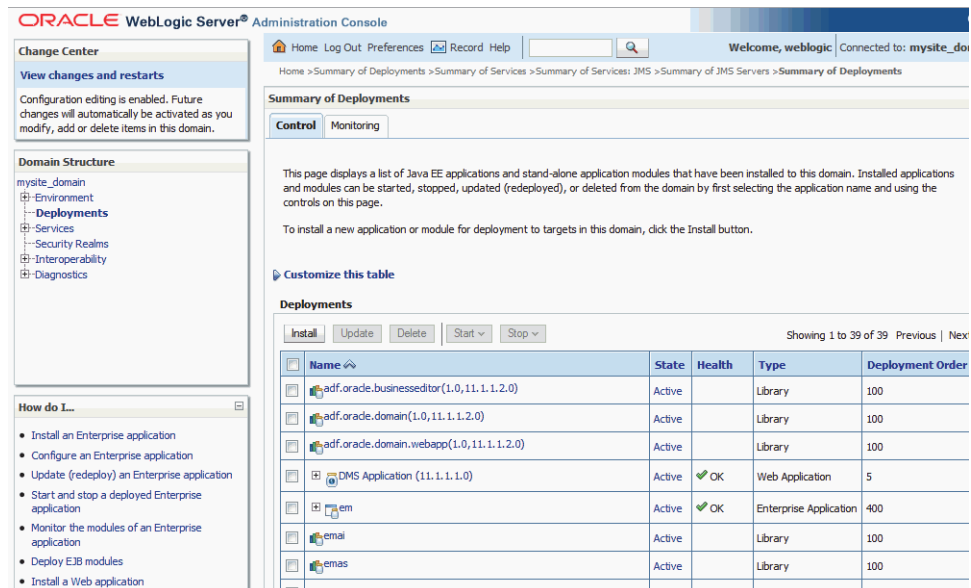 ORACLE WebLogic Server® Administration Console
Change Center
View changes and restarts
Configuration editing is enabled. Future
changes will automatically be activated as you
modify, add or delete items in this domain.
Domain Structure
mysite_domain
Environment
Deployments
Services
Security Realms
Interoperability
Diagnostics
How do I...
Install an Enterprise application
Configure an Enterprise application
Update (redeploy) an Enterprise application
Start and stop a deployed Enterprise
application
Monitor the modules of an Enterprise
application
Deploy EJB modules
Install a Web application
Home Log Out Preferences Record Help
Welcome, weblogic Connected to: mysite_do
Home >Summary of Deployments >Summary of Services >Summary of Services: JMS >Summary of JMS Servers >Summary of Deployments
Summary of Deployments
Control Monitoring
This page displays a list of Java EE applications and stand-alone application modules that have been installed to this domain. Installed applications
and modules can be started, stopped, updated (redeployed), or deleted from the domain by first selecting the application name and using the
controls on this page.
To install a new application or module for deployment to targets in this domain, click the Install button.
Customize this table
Deployments
Install Update Delete Start Stop Showing 1 to 39 of 39 Previous | Next
Name State Health Type Deployment Order
adf.oracle.businesseditor(1.0,11.1.1.2.0) Active Library 100
adf.oracle.domain(1.0,11.1.1.2.0) Active Library 100
adf.oracle.domain.webapp(1.0,11.1.1.2.0) Active Library 100
DMS Application (11.1.1.1.0) Active OK Web Application 5
em Active OK Enterprise Application 400
emai Active Library 100
emas Active Library 100